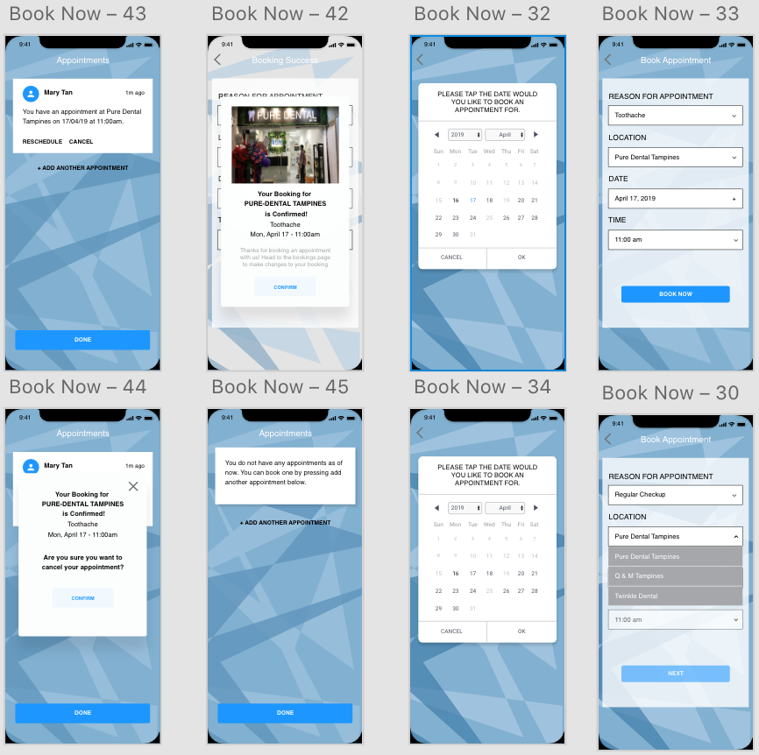 Book Now – 43
9:41
Appointments
Mary Tan
1m ago
You have an appointment at Pure Dental
Tampines on 17/04/19 at 11:00am.
RESCHEDULE CANCEL
+ ADD ANOTHER APPOINTMENT
DONE
Book Now – 42
9:41
Booking Success
REASON FOR APPOINTMENT
PURE DENTAL
Your Booking for
PURE-DENTAL TAMPINES
is Confirmed!
Toothache
Mon, April 17 - 11:00am
Thanks for booking an appointment
with us! Head to the bookings page
to make changes to your booking
CONFIRM
Book Now – 32
9:41
PLEASE TAP THE DATE WOULD
YOU LIKE TO BOOK AN
APPOINTMENT FOR.
2019 April
Sun Mon Tue Wed Thu Fri Sat
1 2 3 4 5 6 7
8 9 10 11 12 13 14
15 16 17 18 19 20 21
22 23 24 25 26 27 28
29 30 31
CANCEL OK
Book Now – 33
9:41
Book Appointment
REASON FOR APPOINTMENT
Toothache
LOCATION
Pure Dental Tampines
DATE
April 17, 2019
TIME
11:00 am
BOOK NOW
Book Now – 44
9:41
Appointments
Mary Tan
1m ago
Your Booking for
PURE-DENTAL TAMPINES
is Confirmed!
Toothache
Mon, April 17 - 11:00am
Are you sure you want to
cancel your appointment?
CONFIRM
DONE
Book Now – 45
9:41
Appointments
You do not have any appointments as of
now. You can book one by pressing add
another appointment below.
+ ADD ANOTHER APPOINTMENT
DONE
Book Now – 34
9:41
PLEASE TAP THE DATE WOULD
YOU LIKE TO BOOK AN
APPOINTMENT FOR.
2019 April
Sun Mon Tue Wed Thu Fri Sat
1 2 3 4 5 6 7
8 9 10 11 12 13 14
15 16 17 18 19 20 21
22 23 24 25 26 27 28
29 30 31
CANCEL OK
Book Now – 30
9:41
Book Appointment
REASON FOR APPOINTMENT
Regular Checkup
LOCATION
Pure Dental Tampines
Pure Dental Tampines
Q & M Tampines
Twinkle Dental
11:00 am
NEXT